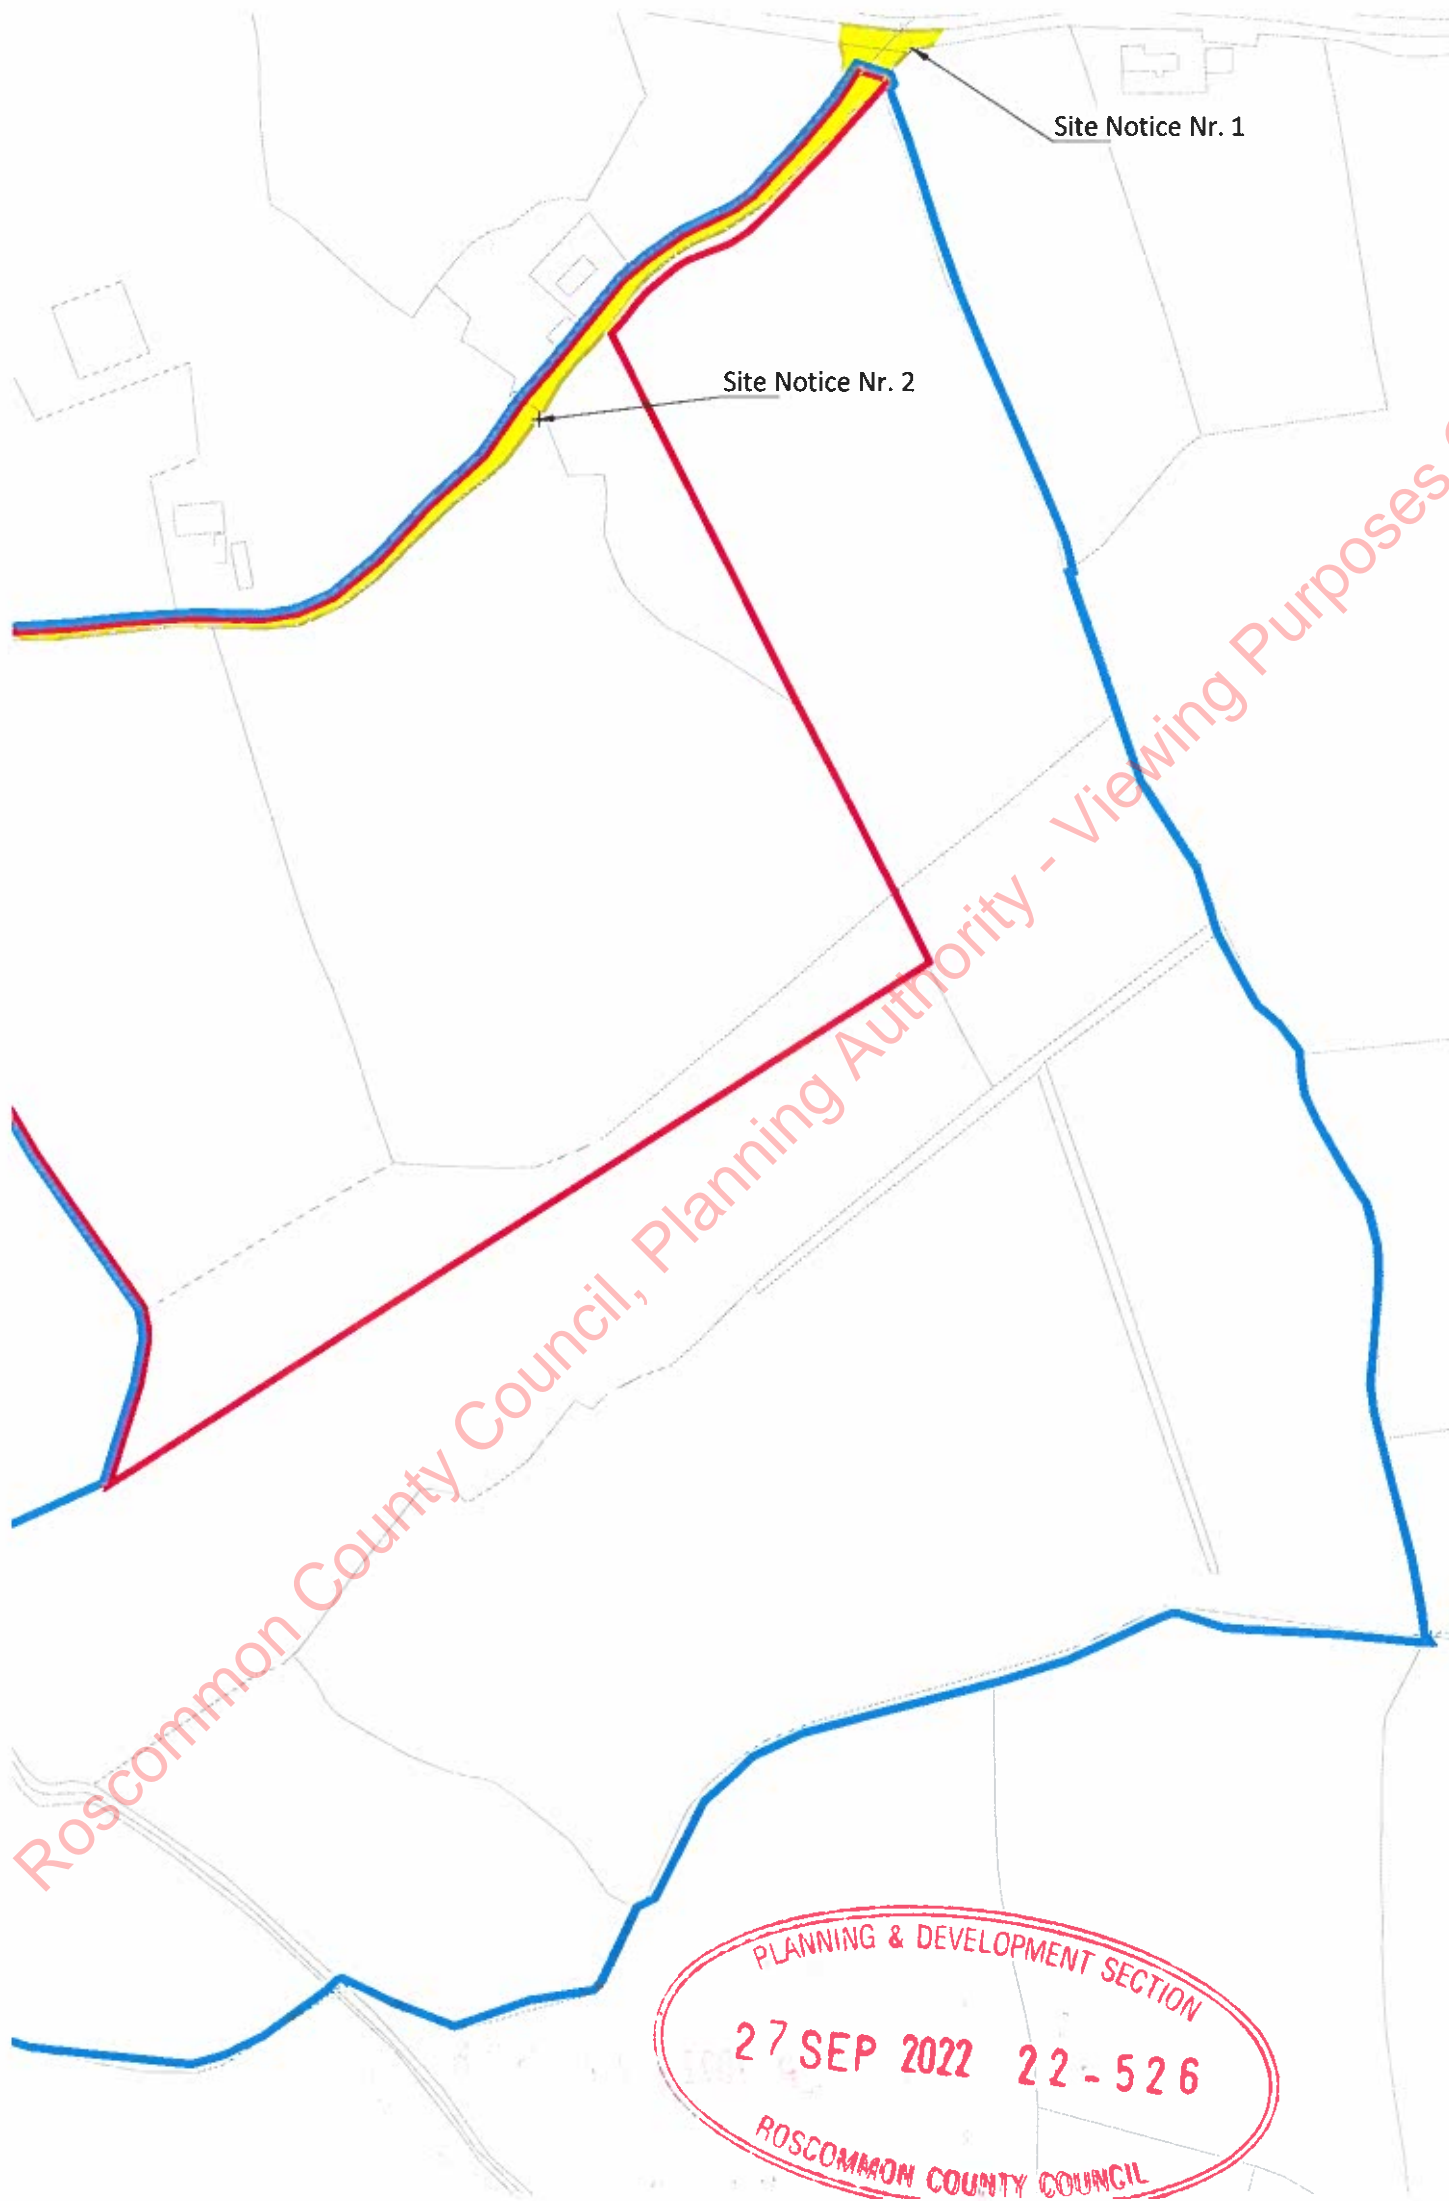 Site Notice Nr. 1
Site Notice Nr. 2
Roscommon County Council, Planning Authority - Viewing Purposes
PLANNING & DEVELOPMENT SECTION
27 SEP 2022 22-526
ROSCOMMON COUNTY COUNCIL